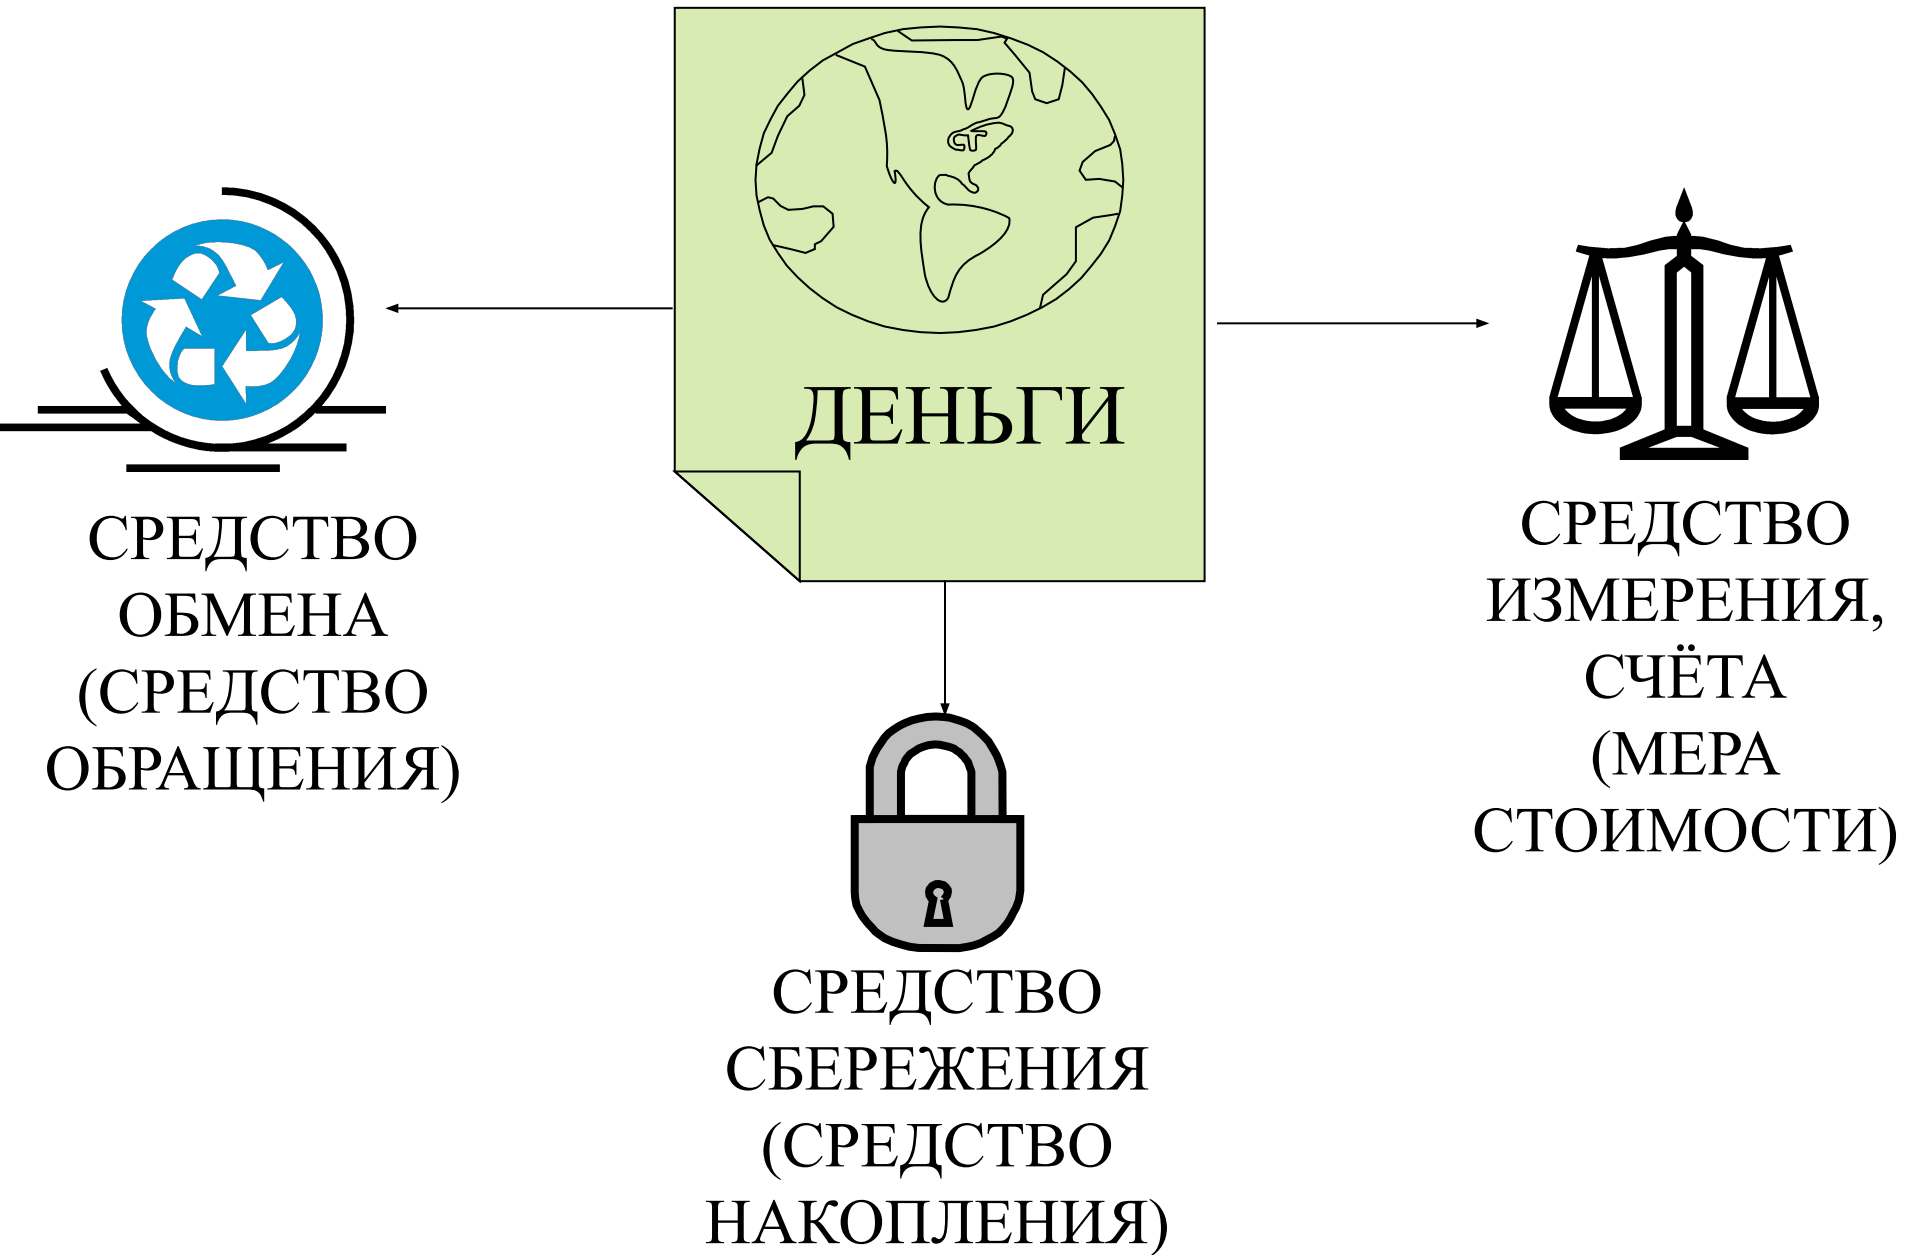 ДЕНЬГИ
СРЕДСТВО
ОБМЕНА
(СРЕДСТВО
ОБРАЩЕНИЯ)
СРЕДСТВО
СБЕРЕЖЕНИЯ
(СРЕДСТВО
НАКОПЛЕНИЯ)
СРЕДСТВО
ИЗМЕРЕНИЯ,
СЧЁТА
(МЕРА
СТОИМОСТИ)